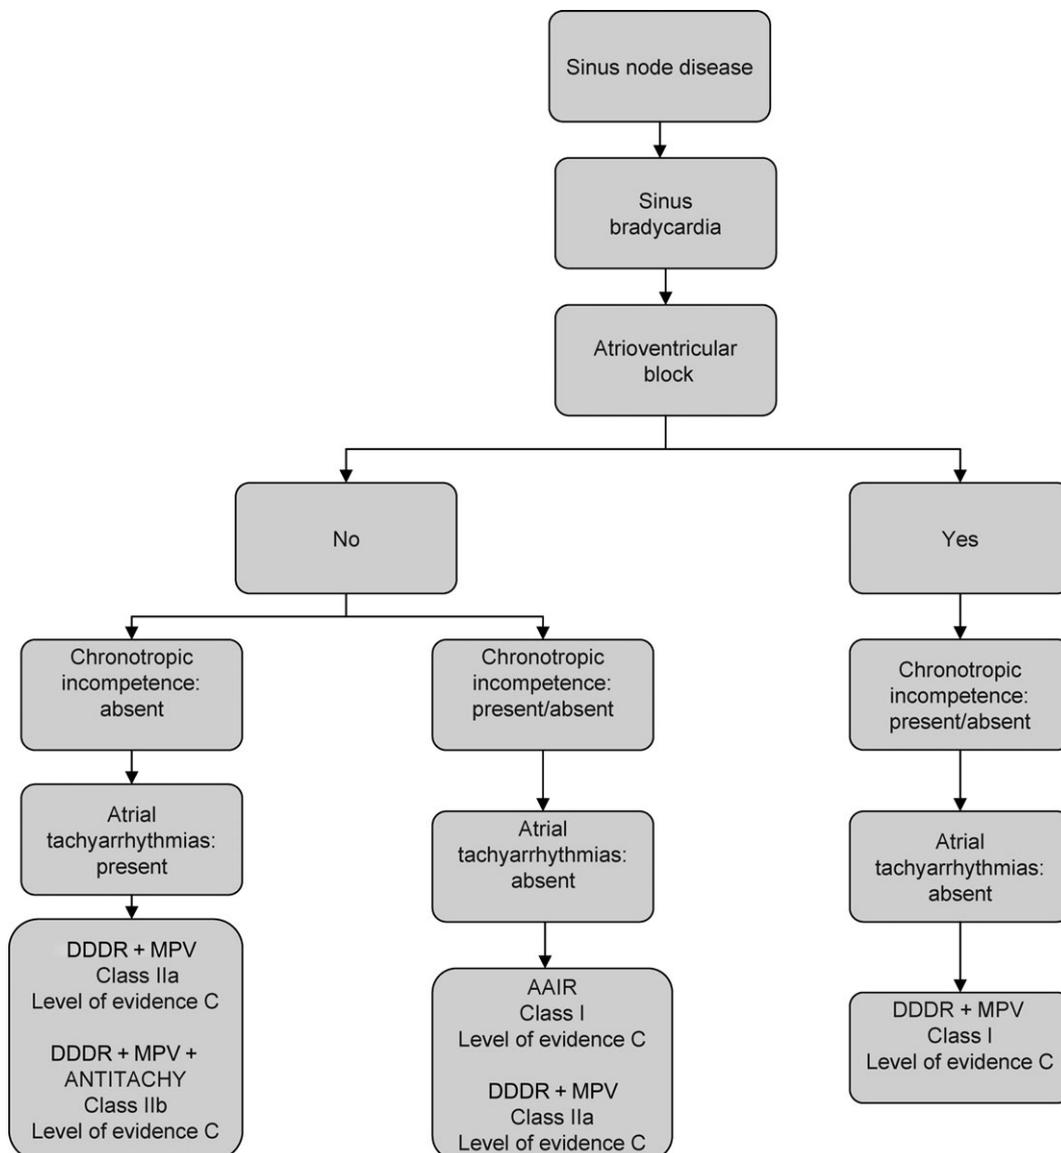 Sinus node disease
Sinus
bradycardia
Atrioventricular
block
No
Yes
Chronotropic
incompetence:
absent
Chronotropic
incompetence:
present/absent
Chronotropic
incompetence:
present/absent
Atrial
tachyarrhythmias:
present
Atrial
tachyarrhythmias:
absent
Atrial
tachyarrhythmias:
absent
DDDR + MPV
Class IIa
Level of evidence C
DDDR + MPV +
ANTITACHY
Class IIb
Level of evidence C
AAIR
Class I
Level of evidence C
DDDR + MPV
Class IIa
Level of evidence C
DDDR + MPV
Class I
Level of evidence C